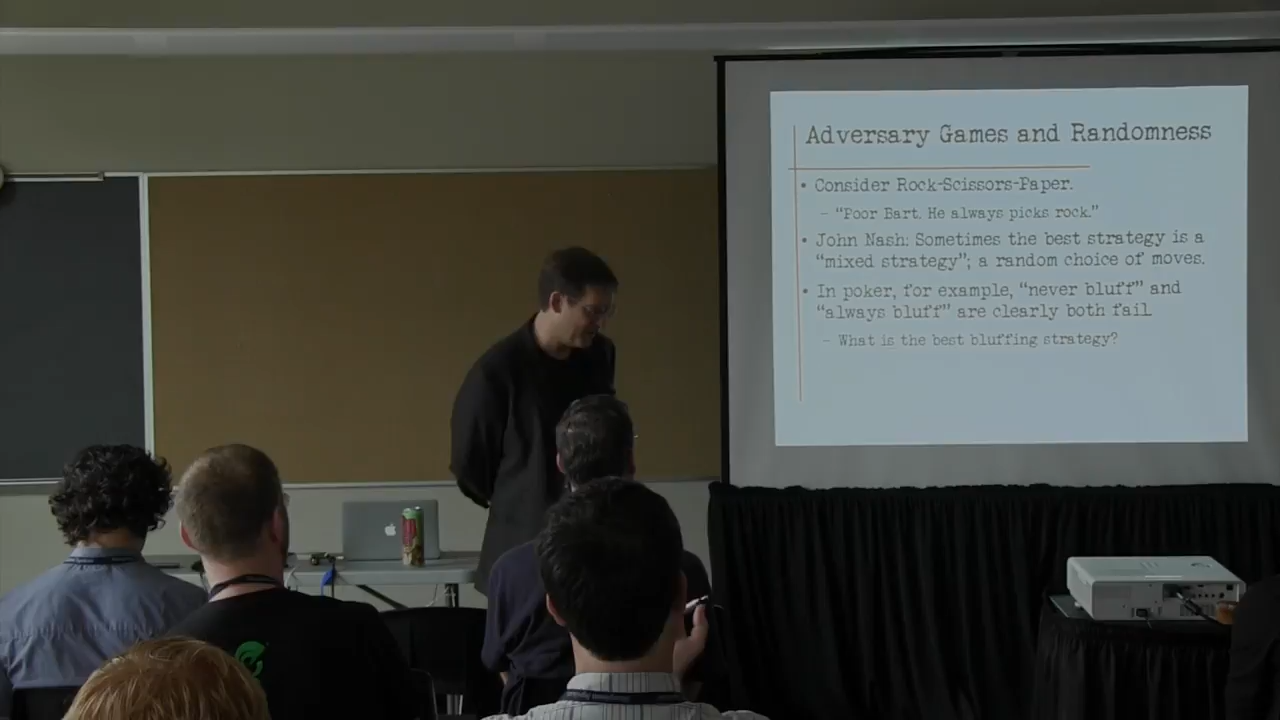 Adversary Games and Randomness
• Consider Rock-Scissors-Paper.
– “Poor Bart. He always picks rock.”
• John Nash: Sometimes the best strategy is a
“mixed strategy”; a random choice of moves.
• In poker, for example, “never bluff” and
“always bluff” are clearly both fail
– What is the best bluffing strategy?